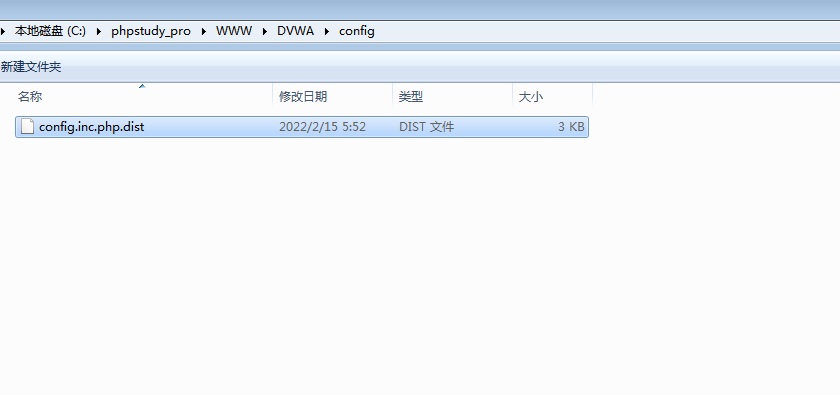 本地磁盘 (C:) phpstudy_pro WWW DVWA config
新建文件夹
名称 修改日期 类型 大小
config.inc.php.dist 2022/2/15 5:52 DIST 文件 3 KB